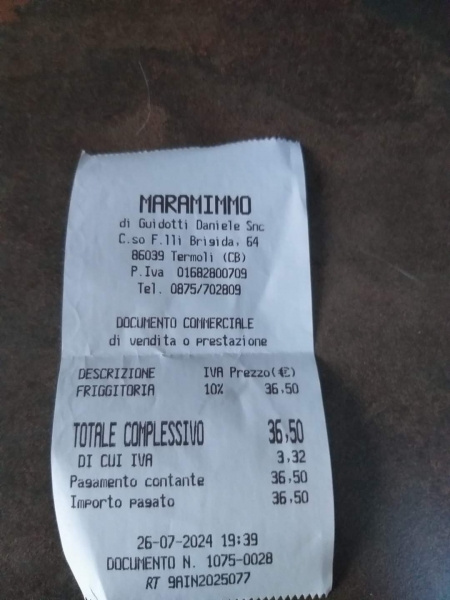 MARAMIMMO
di Guidotti Daniele Snc
C.so F.lli Brigida, 64
86039 Termoli (CB)
P.Iva 01682800709
Tel. 0875/702809
DOCUMENTO COMMERCIALE
di vendita o prestazione
DESCRIZIONE IVA Prezzo(€)
FRIGGITORIA 10% 36,50
TOTALE COMPLESSIVO 36,50
DI CUI IVA 3,32
Pagamento contante 36,50
Importo pagato 36,50
26-07-2024 19:39
DOCUMENTO N. 1075-0028
RT 9AIN2025077